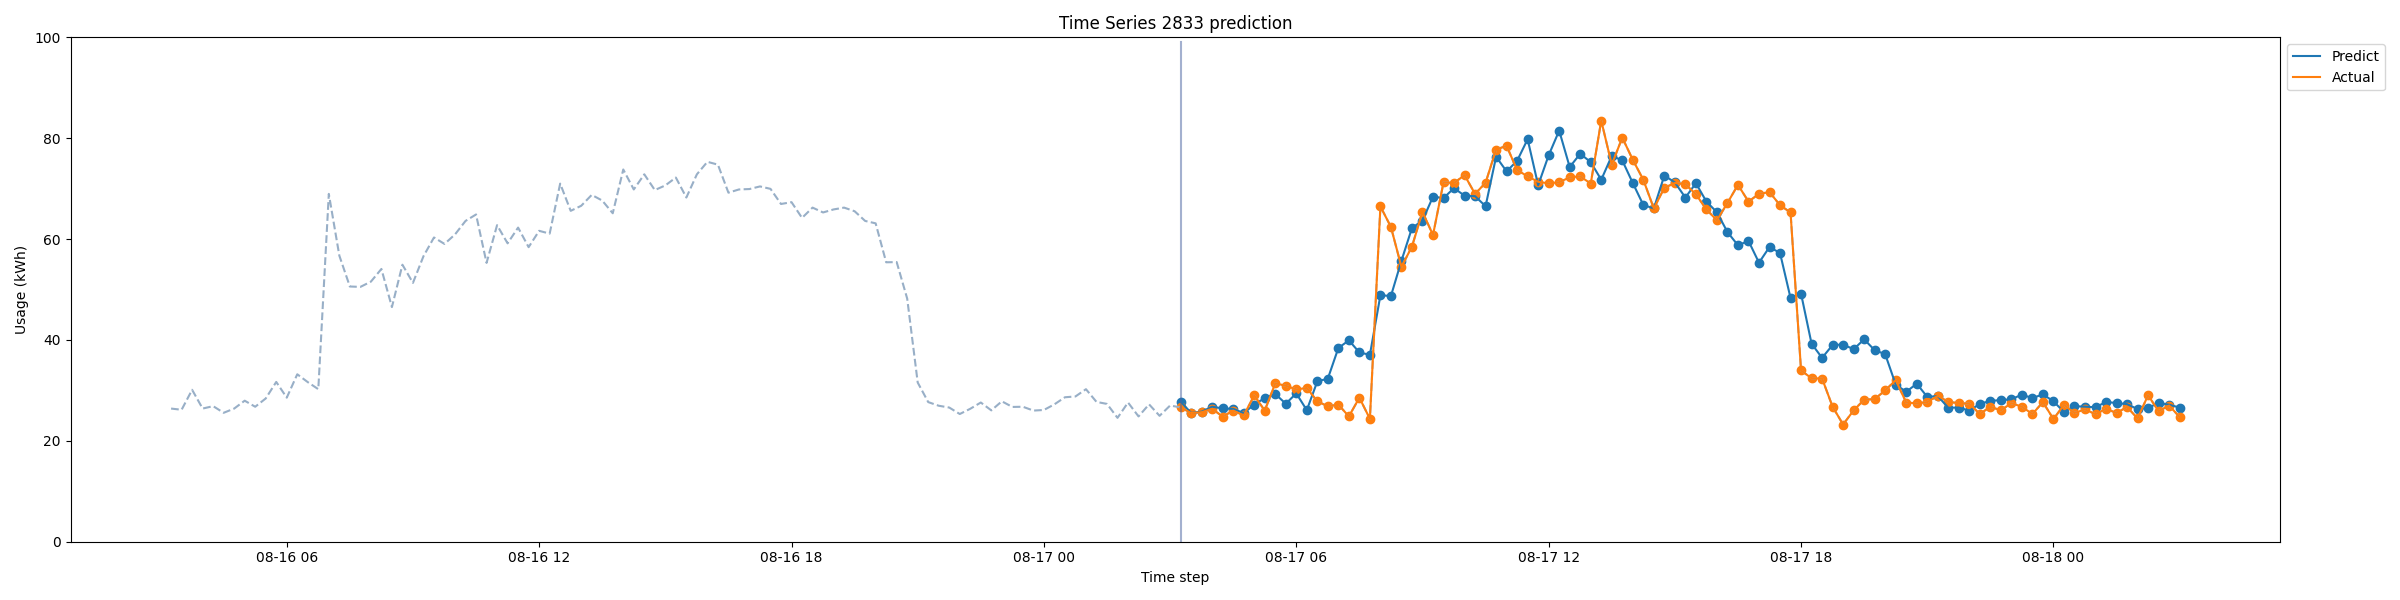 Time Series 2833 prediction
100
80
60
40
20
0
Usage (kWh)
08-16 06
08-16 12
08-16 18
08-17 00
08-17 06
08-17 12
08-17 18
08-18 00
Time step
Predict
Actual